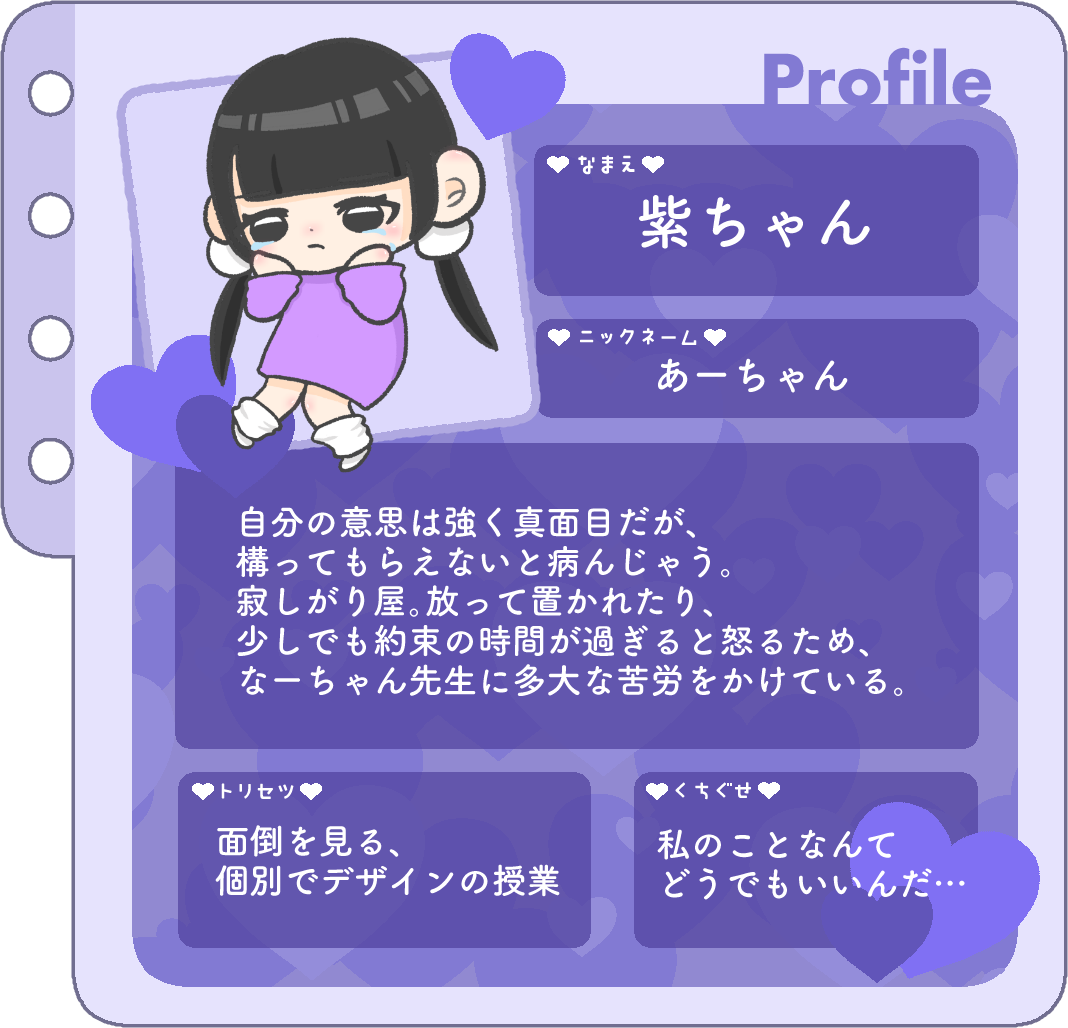 Profile
なまえ
紫ちゃん
ニックネーム
あーちゃん
自分の意思は強く真面目だが、
構ってもらえないと病んじゃう。
寂しがり屋。放って置かれたり、
少しでも約束の時間が過ぎると怒るため、
なーちゃん先生に多大な苦労をかけている。
トリセツ
面倒を見る、
個別でデザインの授業
くちぐせ
私のことなんて
どうでもいいんだ…